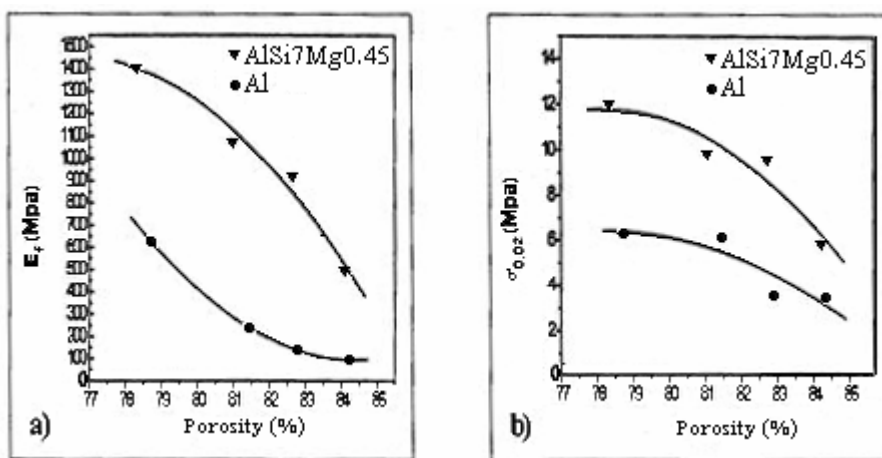 1500
1400
1300
1200
1100
1000
900
800
700
600
500
400
300
200
100
0
E_f (Mpa)
▼ AlSi7Mg0.45
● Al
77 78 79 80 81 82 83 84 85
a) Porosity (%)
14
12
10
8
6
4
2
0
σ_0,02 (Mpa)
▼ AlSi7Mg0.45
● Al
77 78 79 80 81 82 83 84 85
b) Porosity (%)